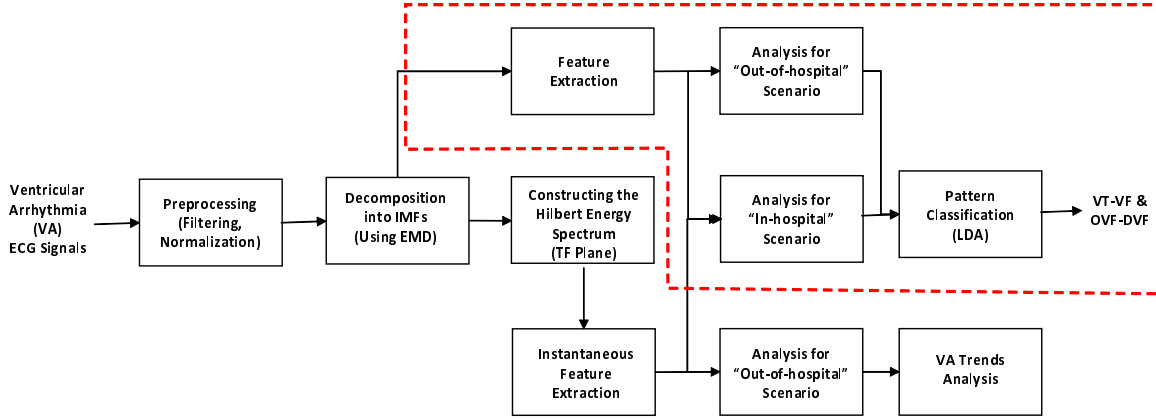 Ventricular
Arrhythmia
(VA)
ECG Signals
Preprocessing
(Filtering,
Normalization)
Decomposition
into IMFs
(Using EMD)
Feature
Extraction
Constructing the
Hilbert Energy
Spectrum
(TF Plane)
Instantaneous
Feature
Extraction
Analysis for
“Out-of-hospital”
Scenario
Analysis for
“In-hospital”
Scenario
Analysis for
“Out-of-hospital”
Scenario
Pattern
Classification
(LDA)
VA Trends
Analysis
VT-VF &
OVF-DVF